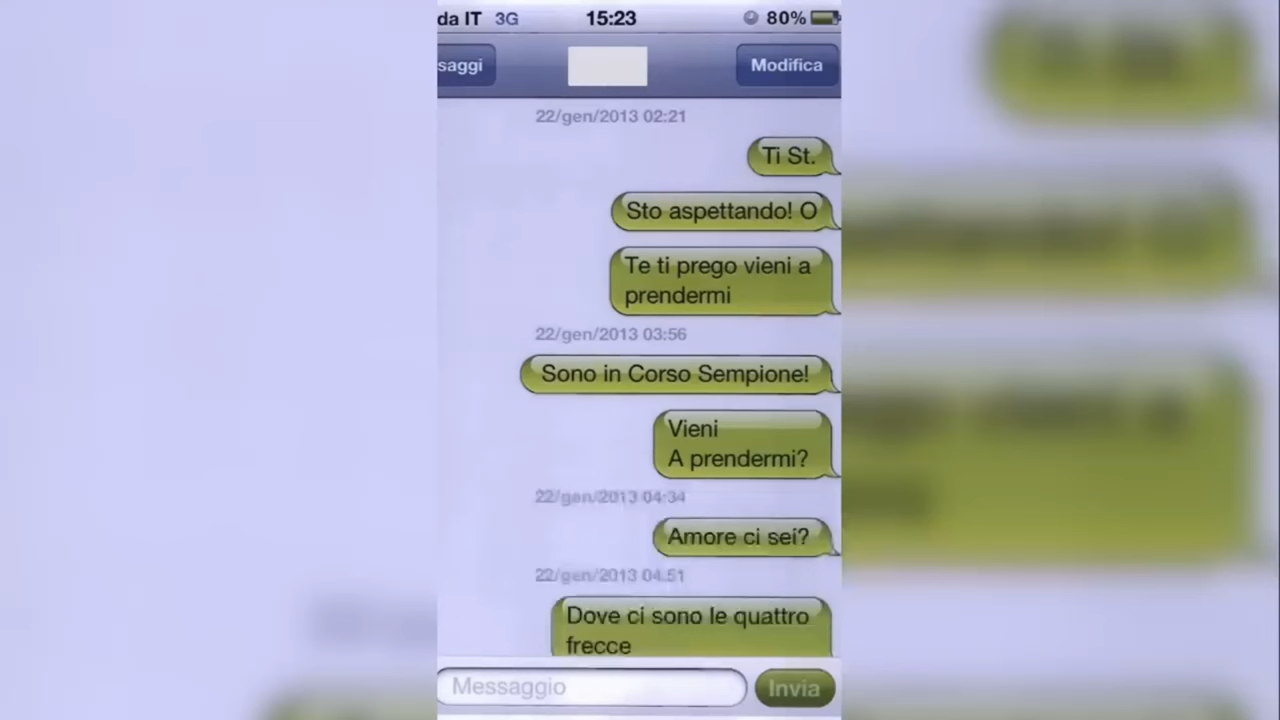 da IT 3G 15:23 80%
saggi Modifica
22/gen/2013 02:21
Ti St.
Sto aspettando! O
Te ti prego vieni a
prendermi
22/gen/2013 03:56
Sono in Corso Sempione!
Vieni
A prendermi?
22/gen/2013 04:34
Amore ci sei?
22/gen/2013 04.51
Dove ci sono le quattro
frecce
Messaggio Invia